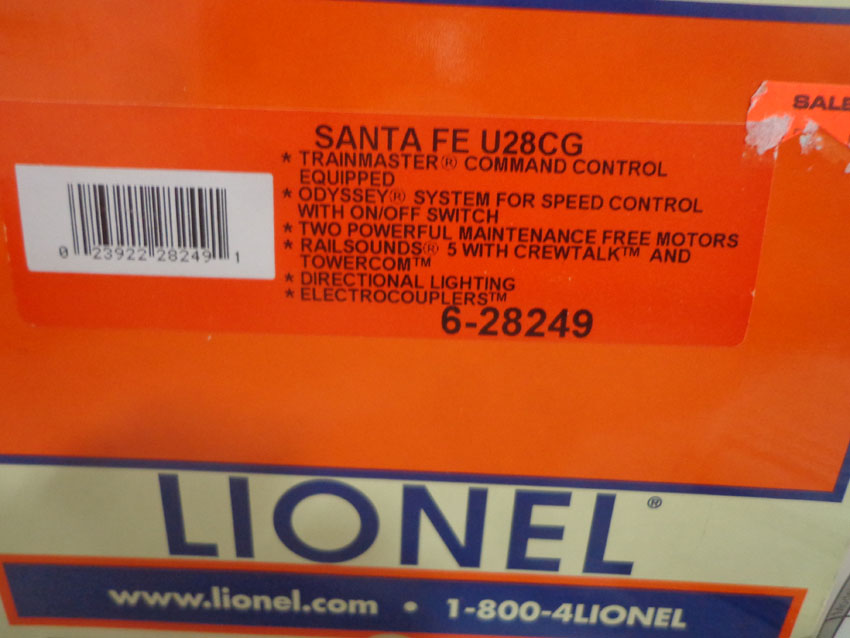 SALE
SANTA FE U28CG
* TRAINMASTER® COMMAND CONTROL
EQUIPPED
* ODYSSEY® SYSTEM FOR SPEED CONTROL
WITH ON/OFF SWITCH
* TWO POWERFUL MAINTENANCE FREE MOTORS
* RAILSOUNDS® 5 WITH CREWTALK™ AND
TOWERCOM™
* DIRECTIONAL LIGHTING
* ELECTROCOUPLERS™
6-28249
0 23922 28249 1
LIONEL®
www.lionel.com • 1-800-4LIONEL